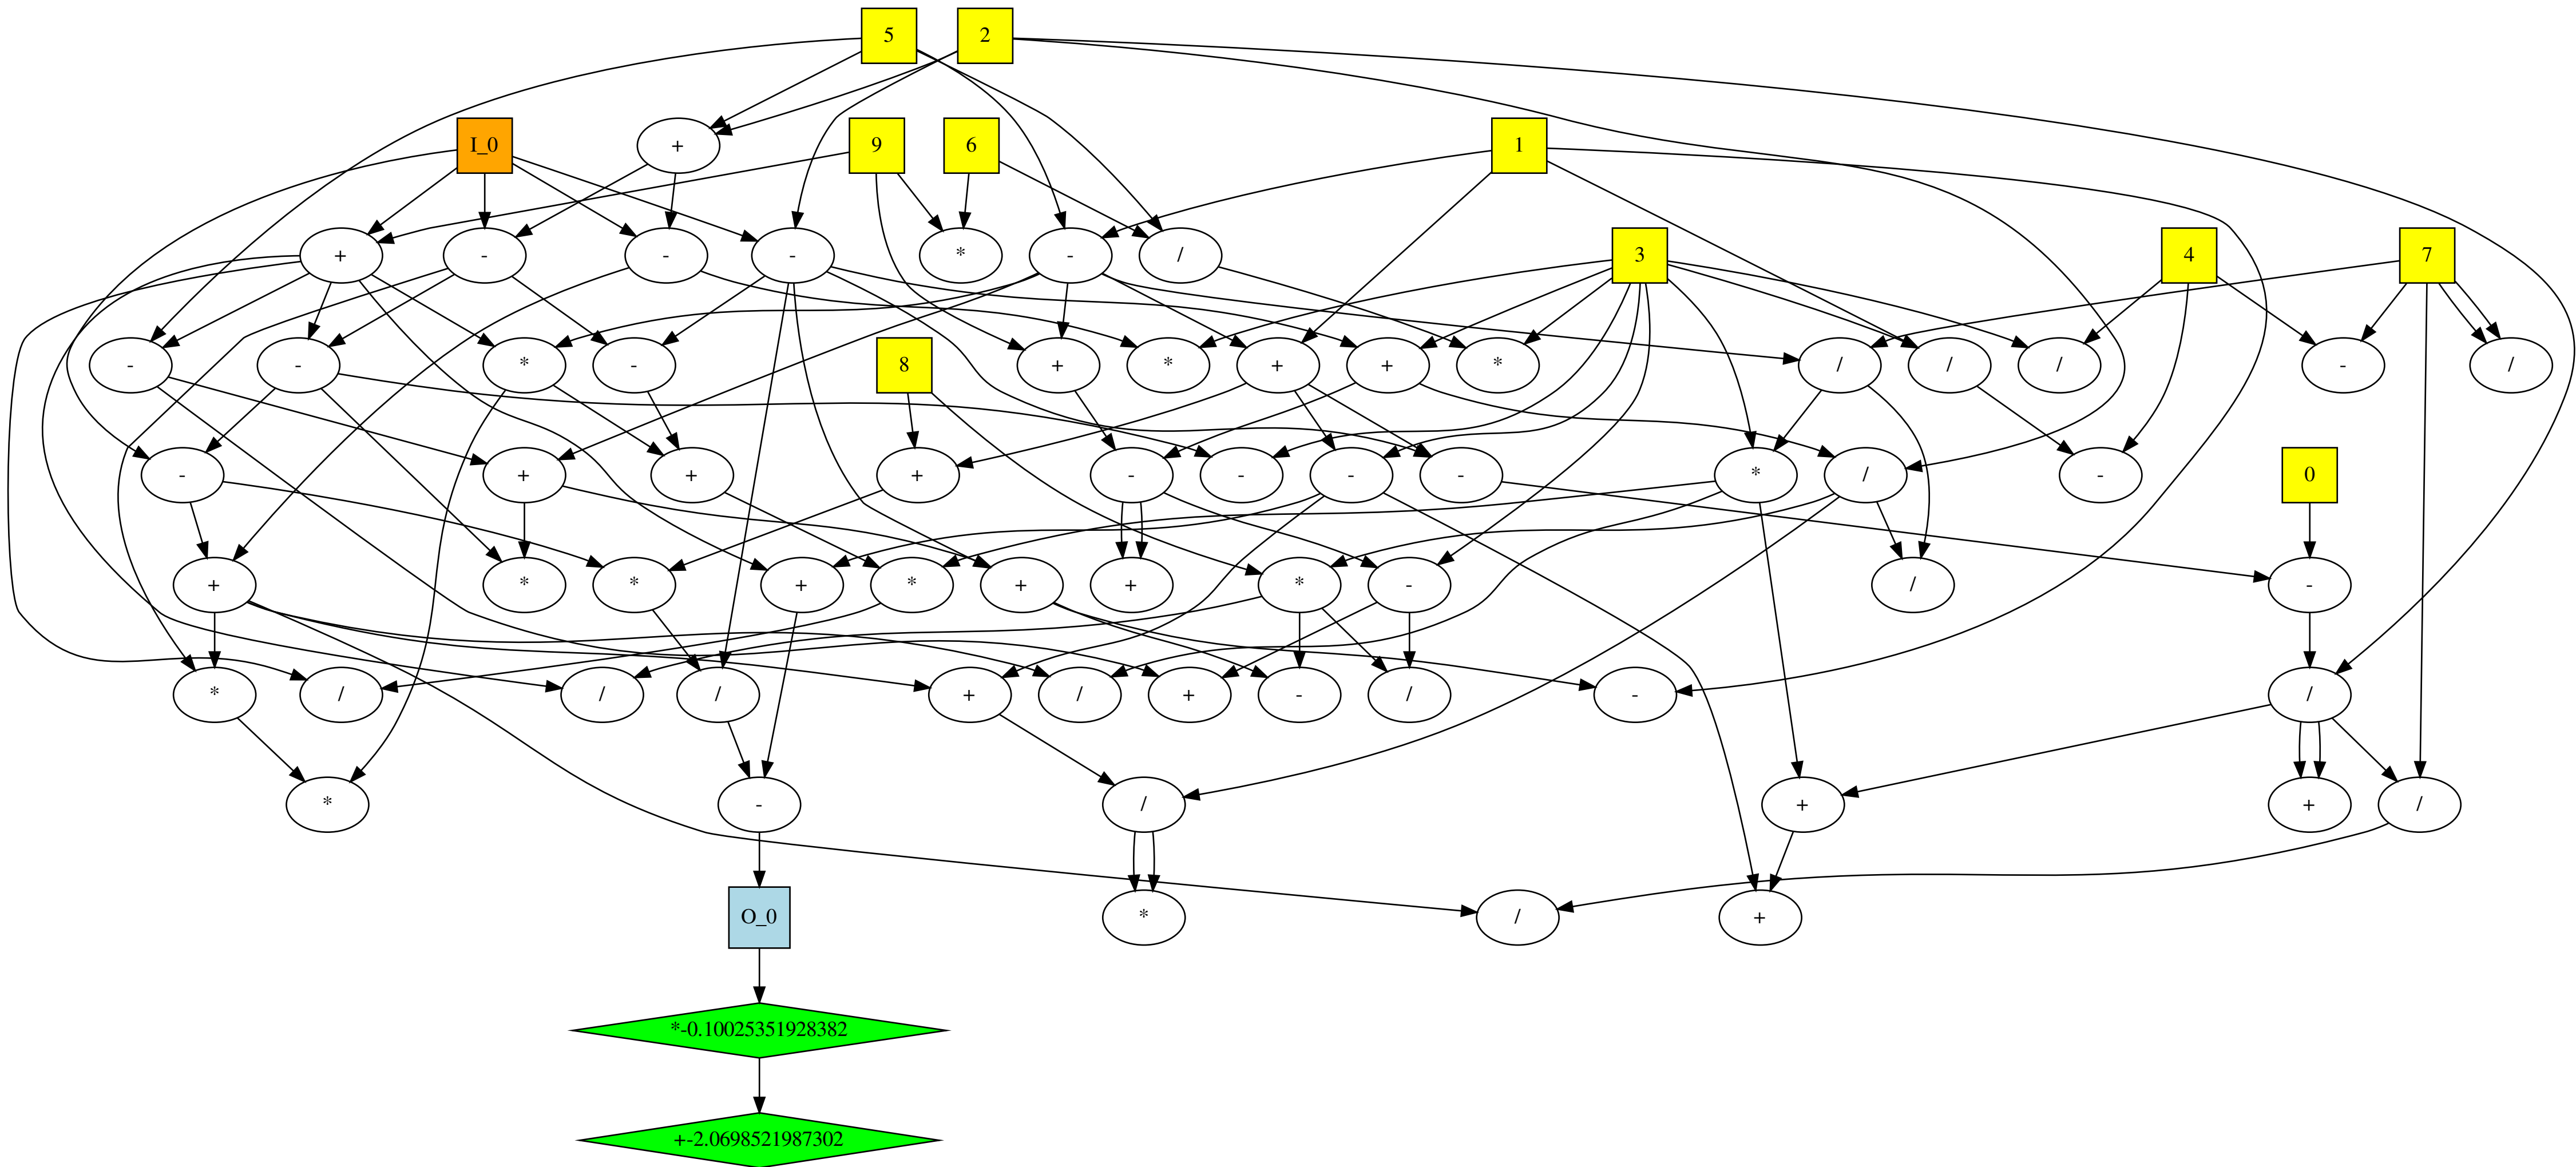 5 2
I_0 + 9 6 1
+ - - - - * / 3 4 7
- - * - 8 + * + + * / / / - /
- + + + - - - - * / - 0
+ * * + * + + * - / -
* / / / + / + - / - /
* - / + + /
O_0 * / +
*-0.10025351928382
+-2.0698521987302